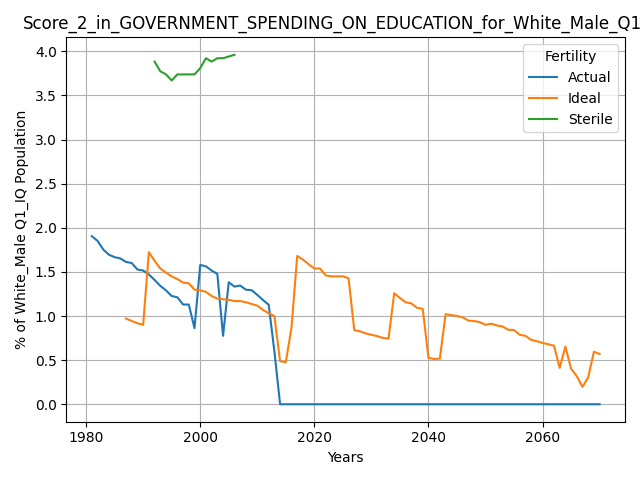 Score_2_in_GOVERNMENT_SPENDING_ON_EDUCATION_for_White_Male_Q1
Fertility
Actual
Ideal
Sterile
% of White_Male Q1_IQ Population
4.0
3.5
3.0
2.5
2.0
1.5
1.0
0.5
0.0
1980 2000 2020 2040 2060
Years